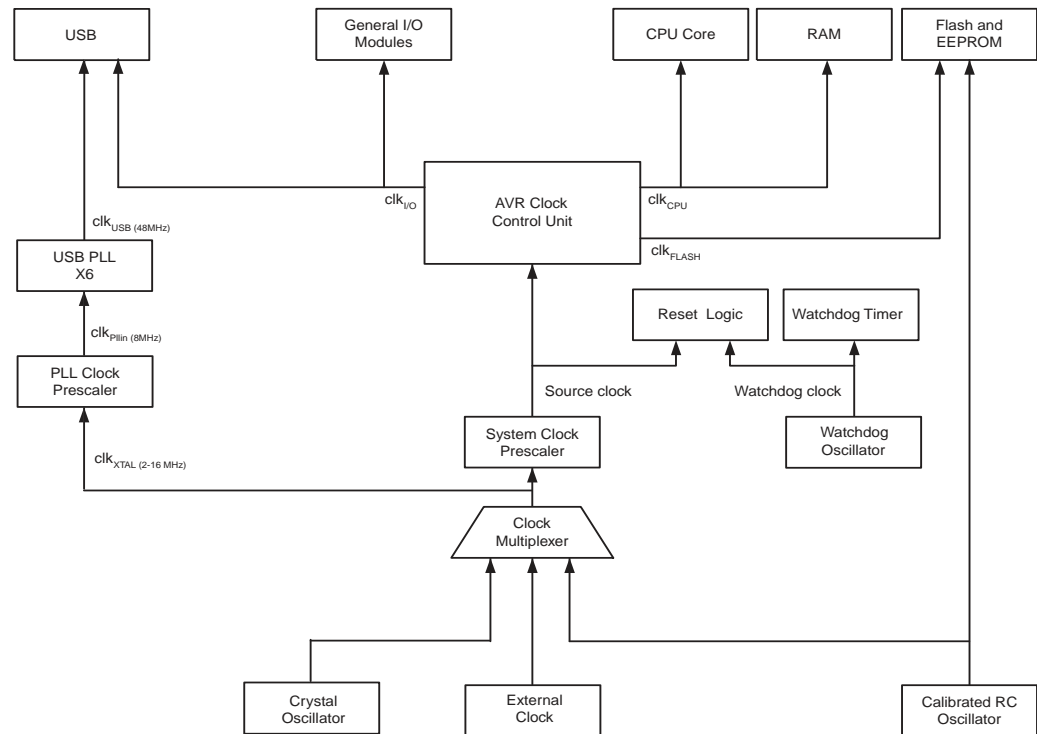 USB
General I/O
Modules
CPU Core
RAM
Flash and
EEPROM
clkI/O
AVR Clock
Control Unit
clkCPU
clkUSB (48MHz)
clkFLASH
USB PLL
X6
Reset Logic
Watchdog Timer
clkPllin (8MHz)
PLL Clock
Prescaler
Source clock
Watchdog clock
System Clock
Prescaler
Watchdog
Oscillator
clkXTAL (2-16 MHz)
Clock
Multiplexer
Crystal
Oscillator
External
Clock
Calibrated RC
Oscillator